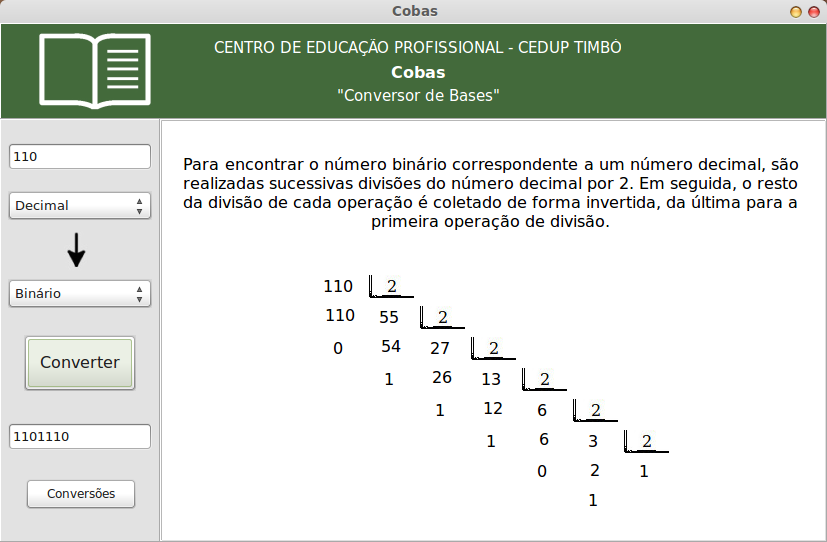 Cobas
CENTRO DE EDUCAÇÃO PROFISSIONAL - CEDUP TIMBÓ
Cobas
"Conversor de Bases"
110
Decimal
Binário
Converter
1101110
Conversões
Para encontrar o número binário correspondente a um número decimal, são
realizadas sucessivas divisões do número decimal por 2. Em seguida, o resto
da divisão de cada operação é coletado de forma invertida, da última para a
primeira operação de divisão.
110 2
110 55 2
0 54 27 2
1 26 13 2
1 12 6 2
1 6 3 2
0 2 1
1